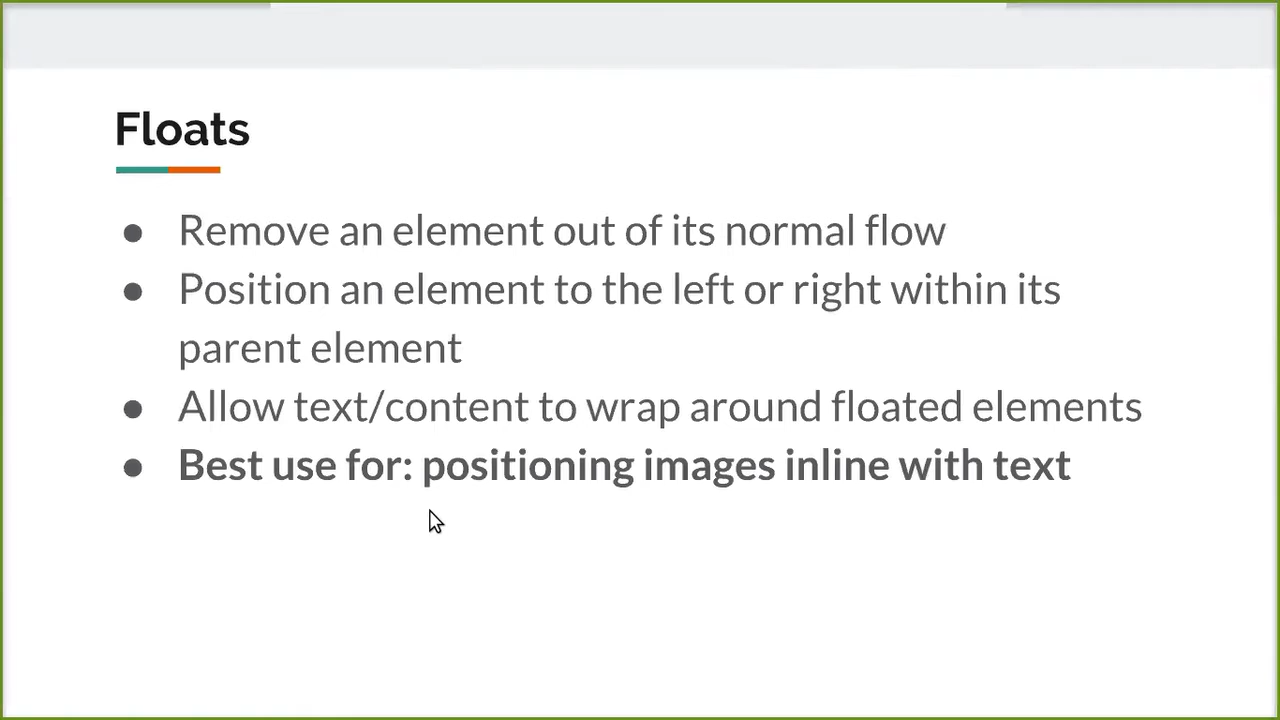 Floats
● Remove an element out of its normal flow
● Position an element to the left or right within its
parent element
● Allow text/content to wrap around floated elements
● Best use for: positioning images inline with text